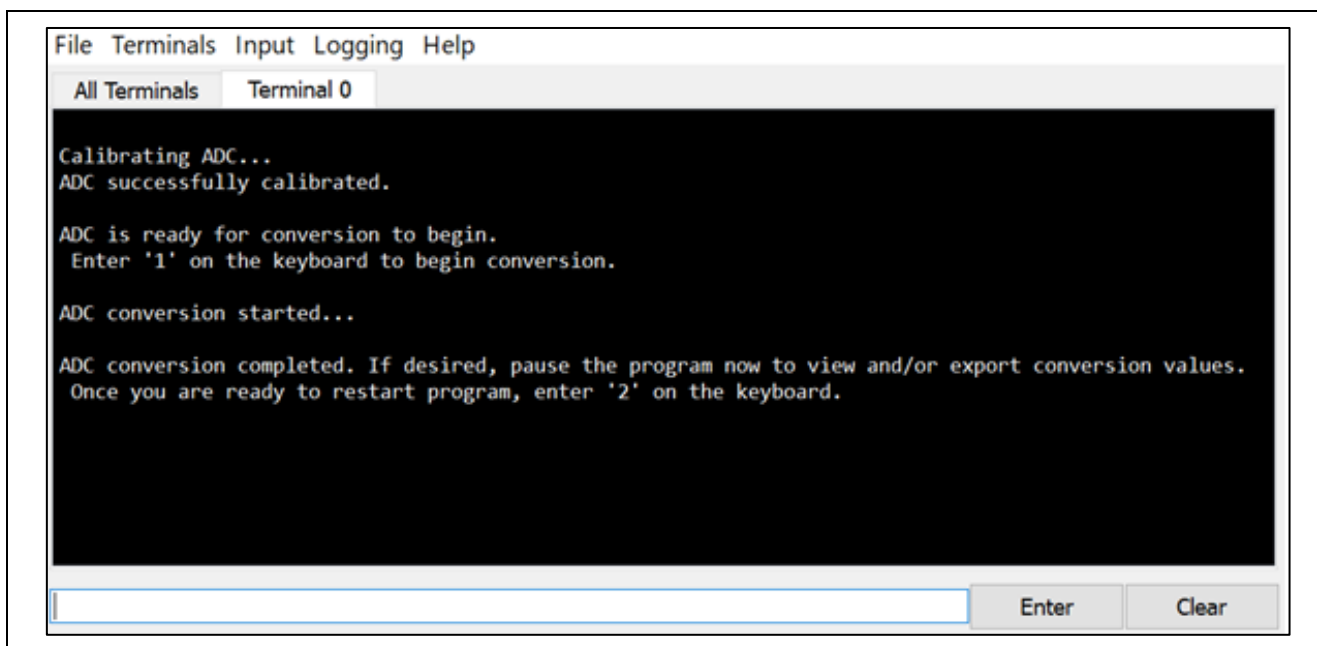 File Terminals Input Logging Help
All Terminals Terminal 0
Calibrating ADC...
ADC successfully calibrated.
ADC is ready for conversion to begin.
Enter '1' on the keyboard to begin conversion.
ADC conversion started...
ADC conversion completed. If desired, pause the program now to view and/or export conversion values.
Once you are ready to restart program, enter '2' on the keyboard.
Enter Clear